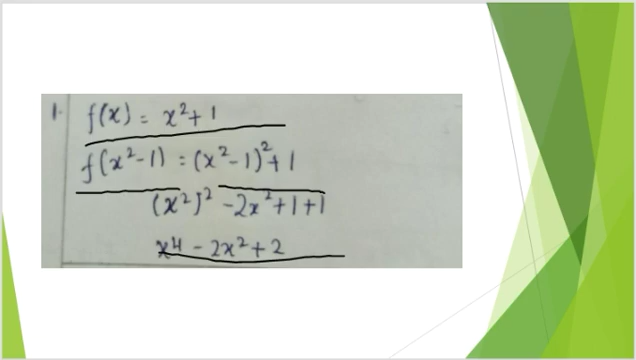 1. f(x) = x²+1
f(x²-1) = (x²-1)²+1
(x²)² -2x²+1+1
x⁴ - 2x²+2